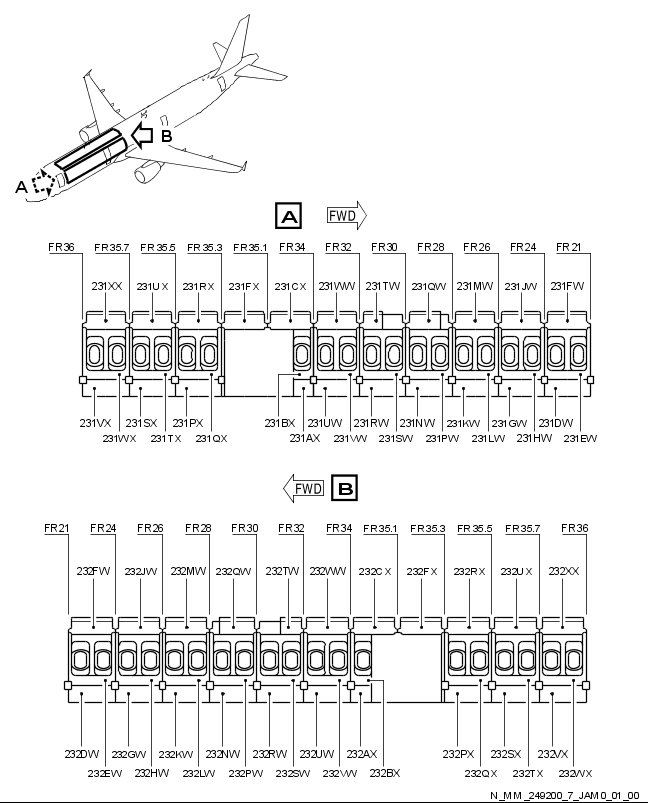 B
A
A FWD
FR36 FR35.7 FR35.5 FR35.3 FR35.1 FR34 FR32 FR30 FR28 FR26 FR24 FR21
231XX 231UX 231RX 231FX 231CX 231WW 231TW 231QW 231MW 231JW 231FW
231VX 231SX 231PX 231BX 231UW 231RW 231NW 231KW 231GW 231DW
231WX 231TX 231QX 231AX 231VW 231SW 231PW 231LW 231HW 231EW
FWD B
FR21 FR24 FR26 FR28 FR30 FR32 FR34 FR35.1 FR35.3 FR35.5 FR35.7 FR36
232FW 232JW 232MW 232QW 232TW 232WW 232CX 232FX 232RX 232UX 232XX
232DW 232GW 232KW 232NW 232RW 232UW 232AX 232PX 232SX 232VX
232EW 232HW 232LW 232PW 232SW 232VW 232BX 232QX 232TX 232WX
N_MM_249200_7_JAM0_01_00